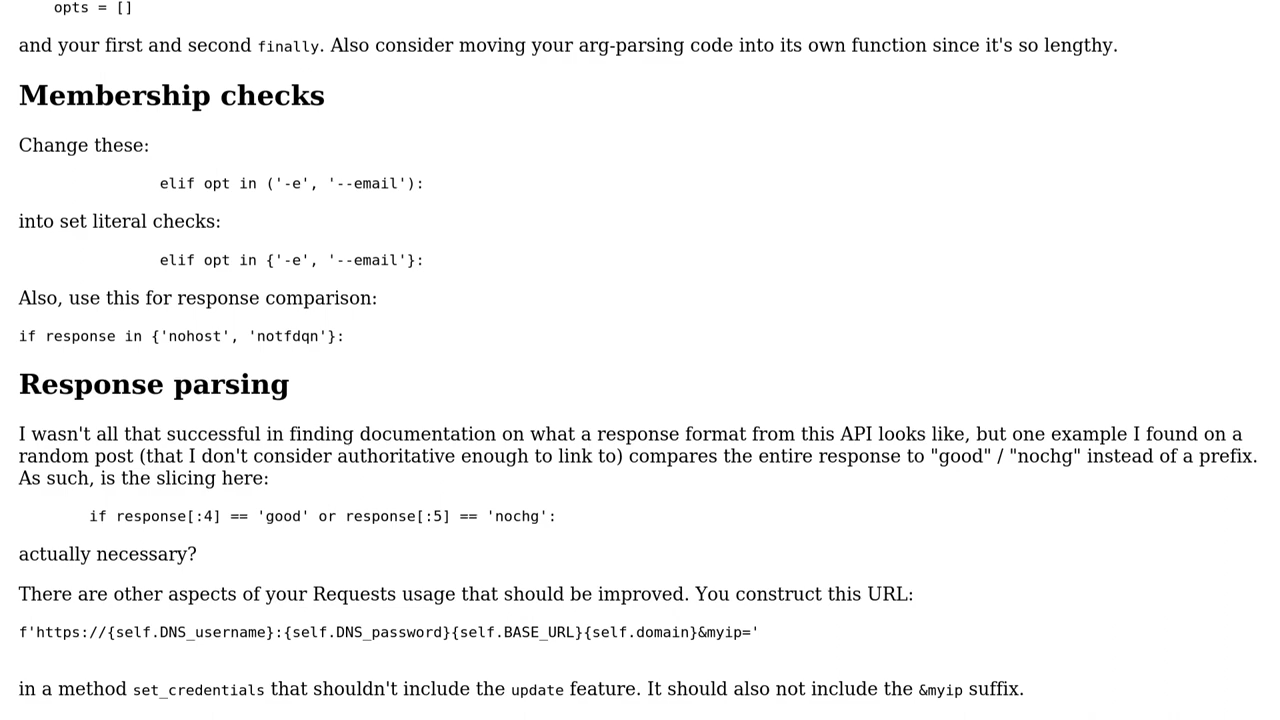 opts = []
and your first and second finally. Also consider moving your arg-parsing code into its own function since it's so lengthy.
Membership checks
Change these:
elif opt in ('-e', '--email'):
into set literal checks:
elif opt in {'-e', '--email'}:
Also, use this for response comparison:
if response in {'nohost', 'notfdqn'}:
Response parsing
I wasn't all that successful in finding documentation on what a response format from this API looks like, but one example I found on a
random post (that I don't consider authoritative enough to link to) compares the entire response to "good" / "nochg" instead of a prefix.
As such, is the slicing here:
if response[:4] == 'good' or response[:5] == 'nochg':
actually necessary?
There are other aspects of your Requests usage that should be improved. You construct this URL:
f'https://{self.DNS_username}:{self.DNS_password}{self.BASE_URL}{self.domain}&myip='
in a method set_credentials that shouldn't include the update feature. It should also not include the &myip suffix.